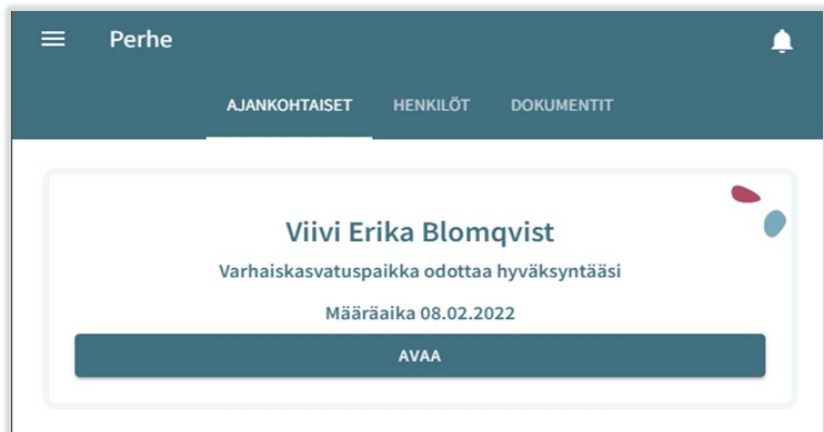 Perhe
AJANKOHTAISET HENKILÖT DOKUMENTIT
Viivi Erika Blomqvist
Varhaiskasvatuspaikka odottaa hyväksyntääsi
Määräaika 08.02.2022
AVAA